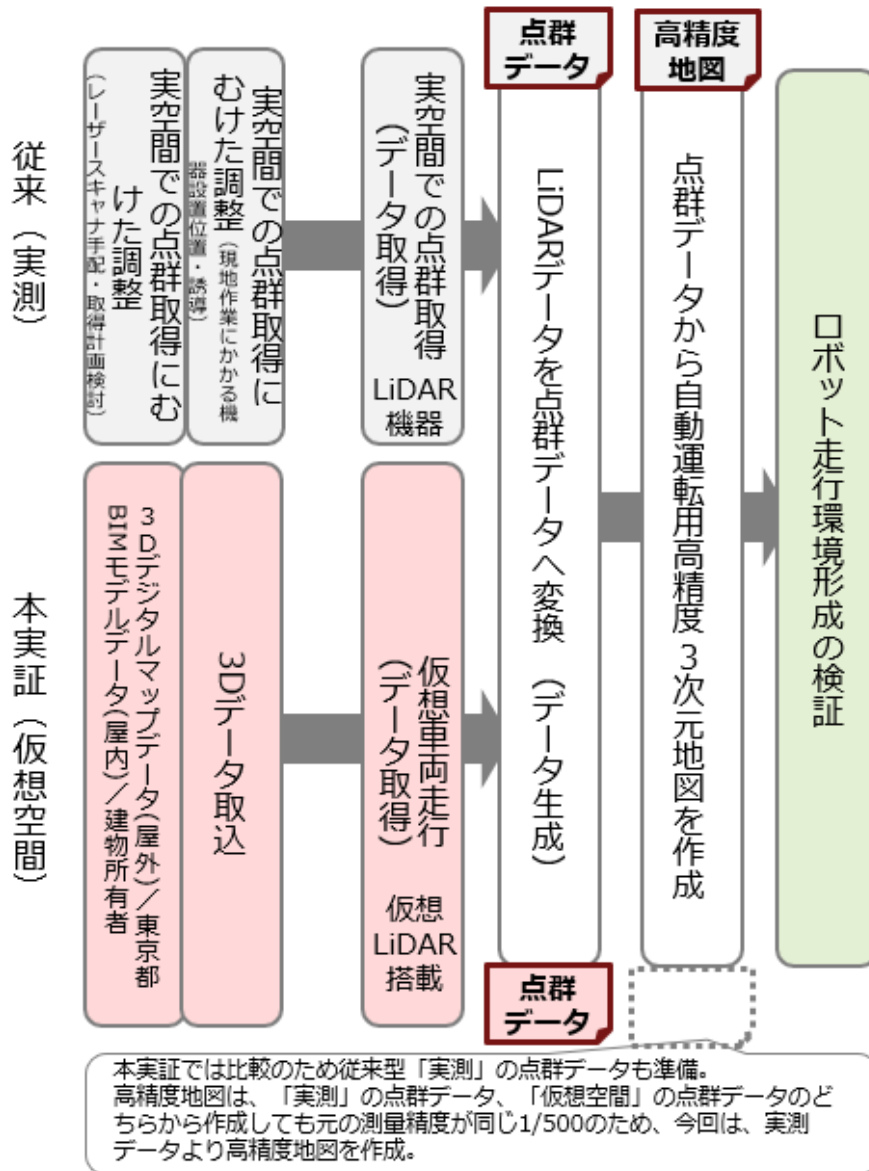 点群
データ
高精度
地図
従来（実測）
実空間での点群取得にむ
けた調整
（レーザースキャナ手配・取得計画検討）
実空間での点群取得に
むけた調整（現地作業にかかる機
器設置位置・誘導）
実空間での点群取得
（データ取得）
LiDAR
機器
LiDARデータを点群データへ変換　（データ生成）
点群データから自動運転用高精度３次元地図を作成
ロボット走行環境形成の検証
本実証（仮想空間）
３Dデジタルマップデータ(屋外)／東京都
BIMモデルデータ(屋内)／建物所有者
3Dデータ取込
仮想車両走行
（データ取得）
仮想
LiDAR
搭載
点群
データ
本実証では比較のため従来型「実測」の点群データも準備。
高精度地図は、「実測」の点群データ、「仮想空間」の点群データのど
ちらから作成しても元の測量精度が同じ1/500のため、今回は、実測
データより高精度地図を作成。